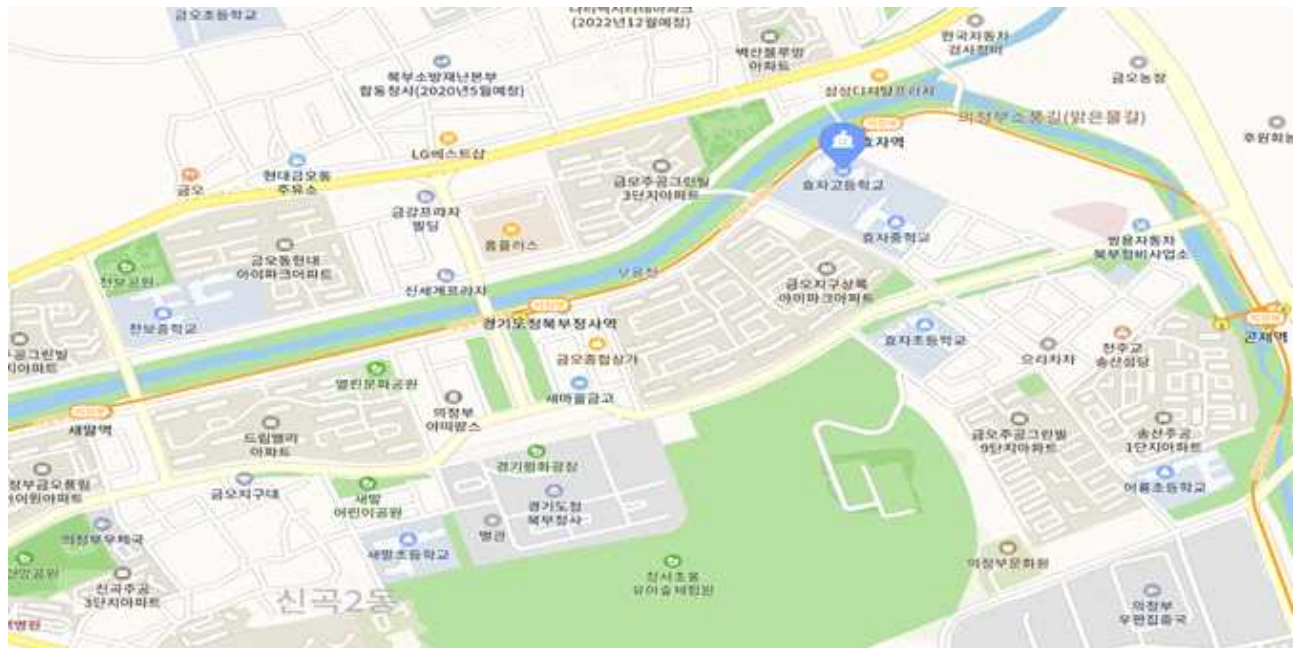 금오초등학교
(2022년12월예정)
백산블루밍
아파트
한국자동차
검사정비
금오농장
북부소방재난본부
합동청사(2020년5월예정)
삼성디지탈프라자
의정부소풍길(맑은물길)
LG베스트샵
효자역
금오
현대금오동
주유소
금오주공그린빌
3단지아파트
효자고등학교
금강프라자
빌딩
홈플러스
효자중학교
쌍용자동차
북부정비사업소
금오동현대
아이파크아파트
천보공원
신세계프라자
부용천
금오지구상록
아이파크아파트
천보중학교
경기도청북부청사역
효자초등학교
곤제역
금오종합상가
으라차차
천주교
송산성당
열린문화공원
새마을금고
의정부
아따맘스
새말역
드림밸리
아파트
금오주공그린빌
9단지아파트
송산주공
1단지아파트
경기평화광장
금오지구대
새말
어린이공원
경기도청
북부청사
별관
어룡초등학교
의정부우체국
새말초등학교
의정부문화원
신곡주공
3단지아파트
청사초롱
유아숲체험원
신곡2동
의정부
우편집중국